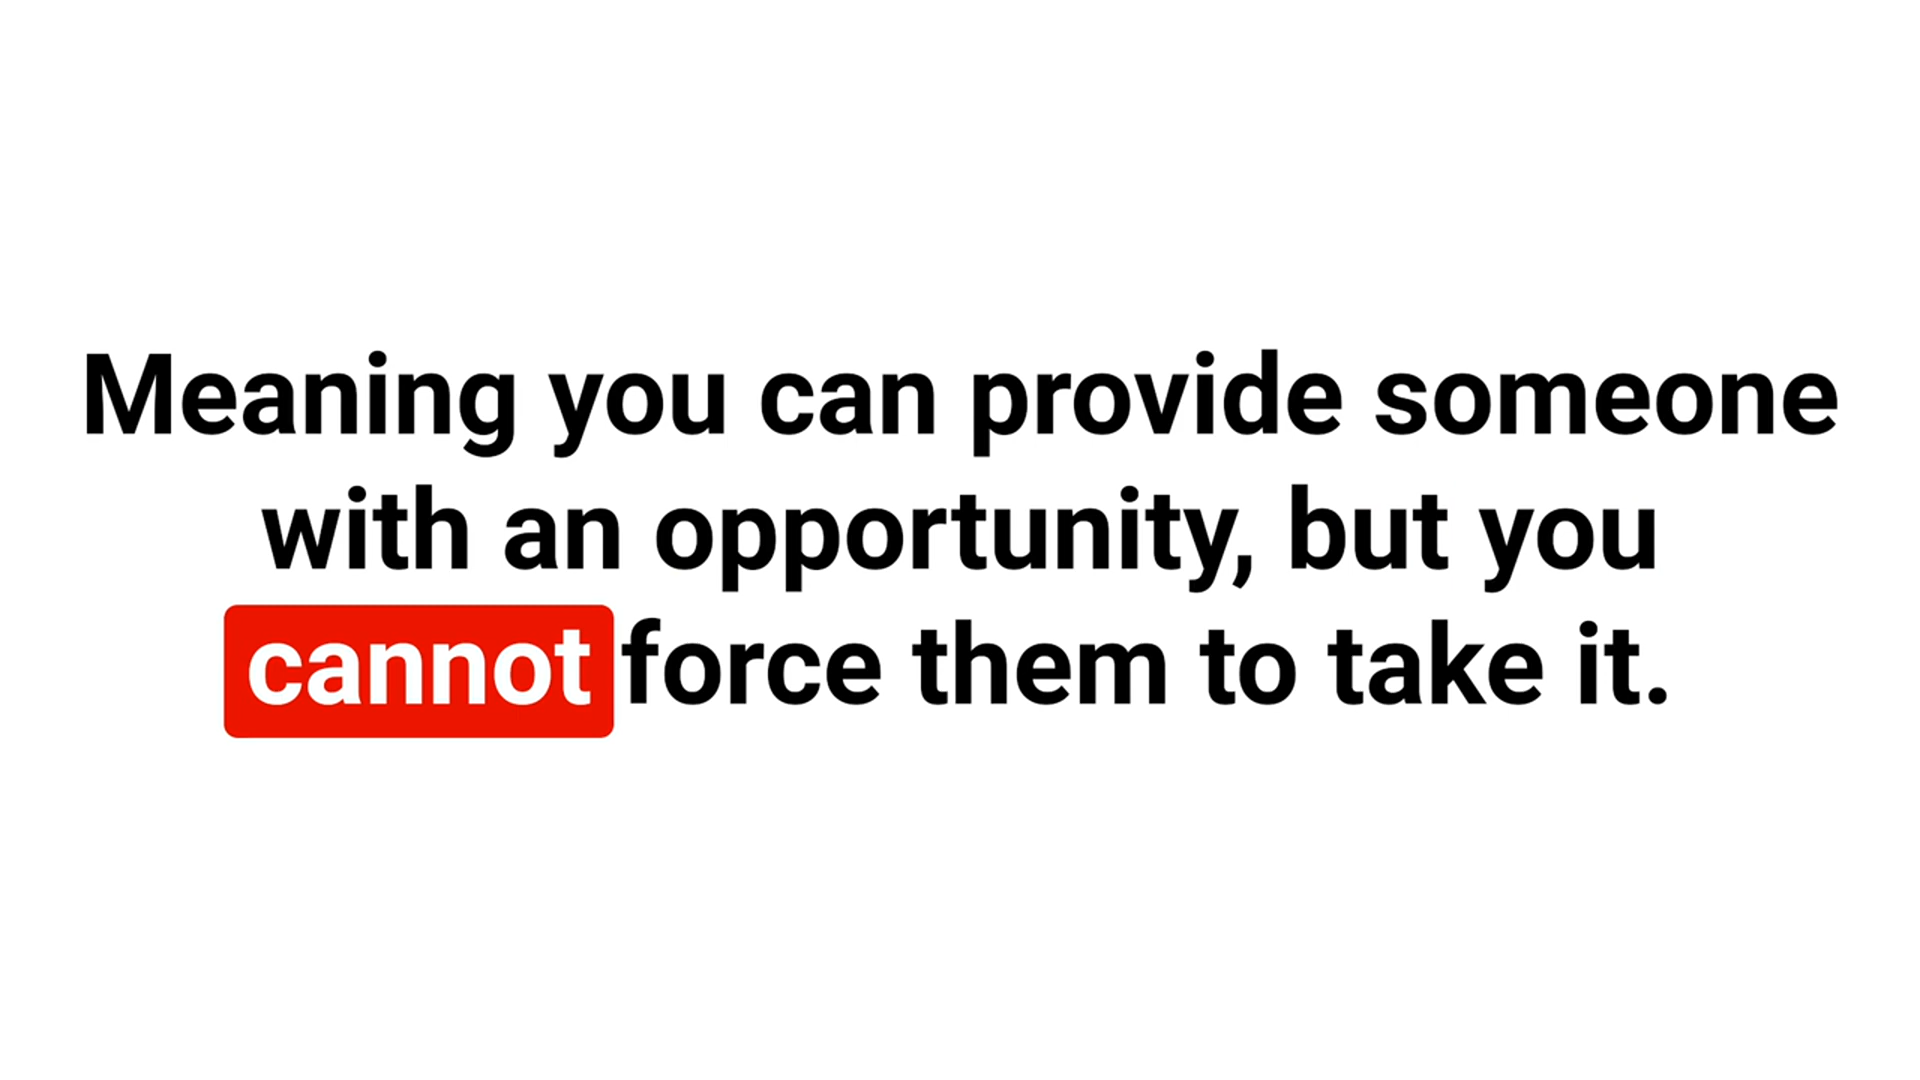 Meaning you can provide someone
with an opportunity, but you
cannot force them to take it.